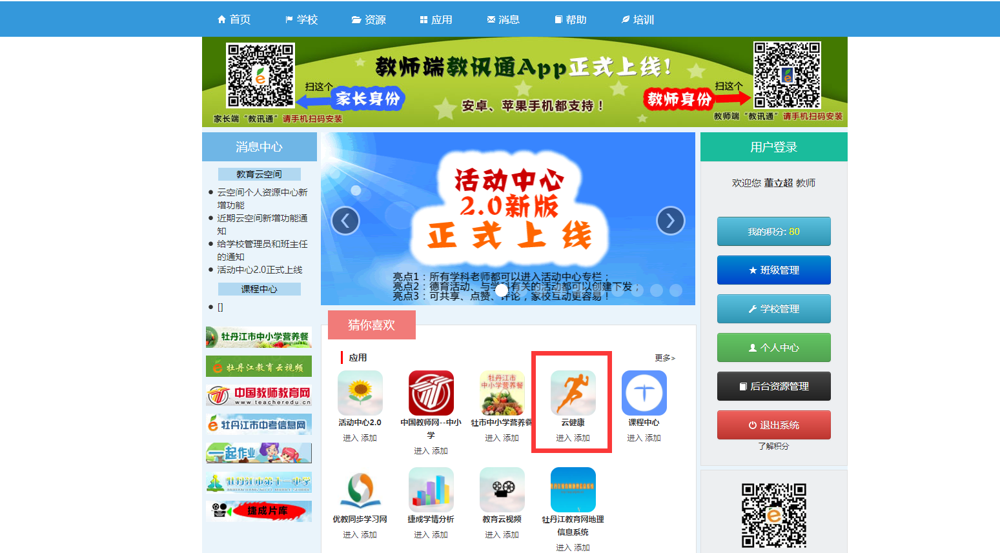 首页 学校 资源 应用 消息 帮助 培训
教师端教讯通App正式上线!
扫这个
家长身份
安卓、苹果手机都支持！
扫这个
教师身份
家长端“教讯通”请手机扫码安装
教师端“教讯通”请手机扫码安装
消息中心
教育云空间
云空间个人资源中心新
增功能
近期云空间新增功能通
知
给学校管理员和班主任
的通知
活动中心2.0正式上线
课程中心
[]
牡丹江市中小学营养餐
牡丹江教育云视频
中国教师教育网
www.teacheredu.cn
牡丹江市中考信息网
一起作业
牡丹江市第十一中学
捷成片库
活动中心
2.0新版
正式上线
亮点1：所有学科老师都可以进入活动中心专栏；
亮点2：德育活动、与学科有关的活动都可以创建下发；
亮点3：可共享、点赞、评论，家校互动更容易！
猜你喜欢
应用
更多>
活动中心2.0
进入 添加
中国教师网--中小
学
进入 添加
牡丹江市
中小学营养餐
牡市中小学营养餐
进入 添加
云健康
进入 添加
课程中心
进入 添加
优教同步学习网
进入 添加
捷成学情分析
进入 添加
教育云视频
进入 添加
牡丹江教育网地理
信息系统
进入 添加
用户登录
欢迎您 董立超 教师
我的积分: 80
班级管理
学校管理
个人中心
后台资源管理
退出系统
了解积分